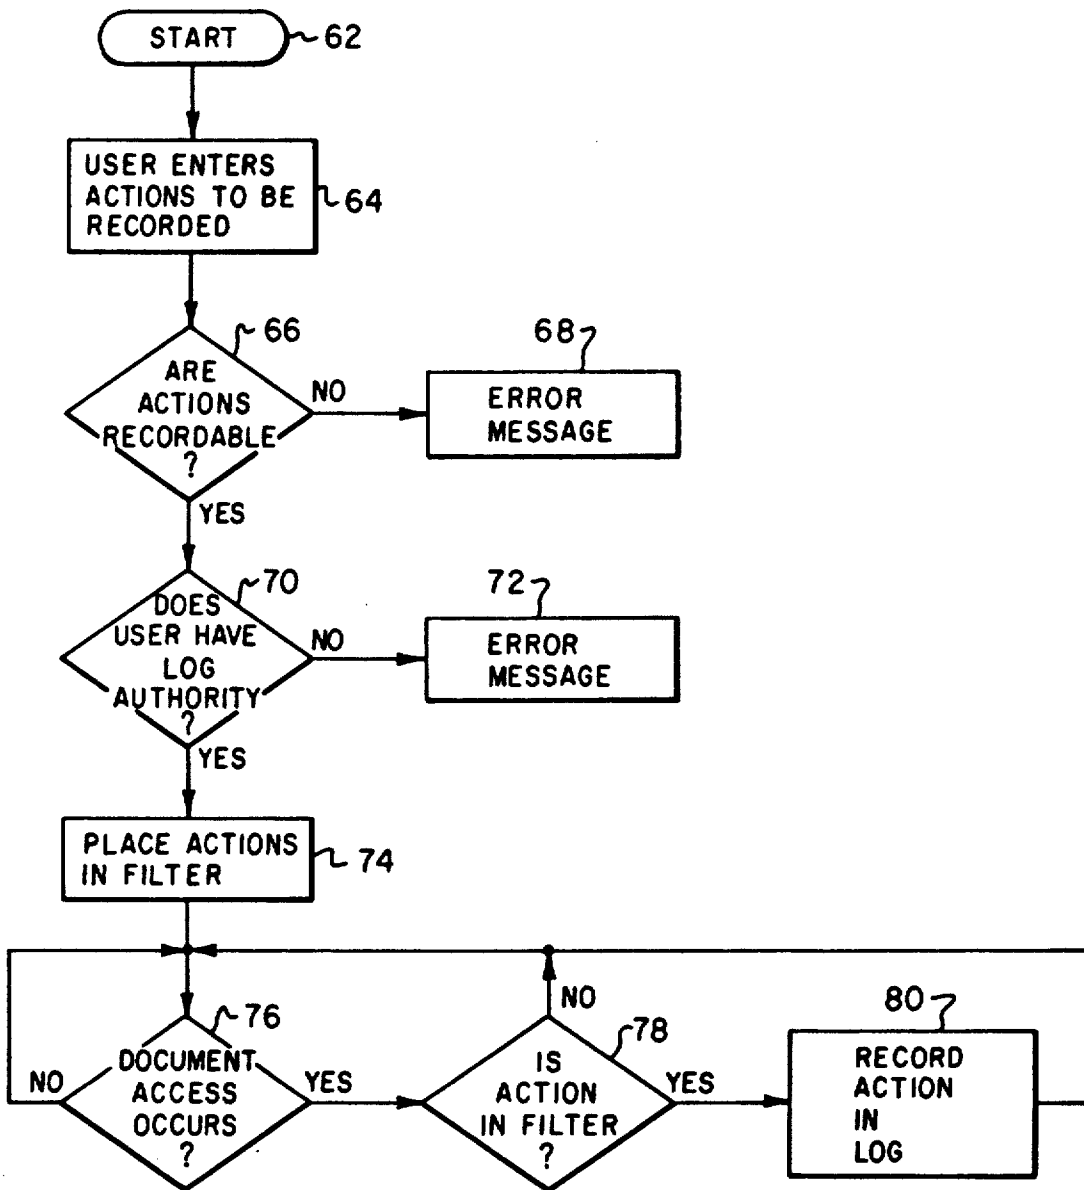 START
62
USER ENTERS
ACTIONS TO BE
RECORDED
64
66
ARE
ACTIONS
RECORDABLE
?
NO
68
ERROR
MESSAGE
YES
70
DOES
USER HAVE
LOG
AUTHORITY
?
NO
72
ERROR
MESSAGE
YES
PLACE ACTIONS
IN FILTER
74
76
DOCUMENT
ACCESS
OCCURS
?
NO
YES
78
IS
ACTION
IN FILTER
?
NO
YES
80
RECORD
ACTION
IN
LOG